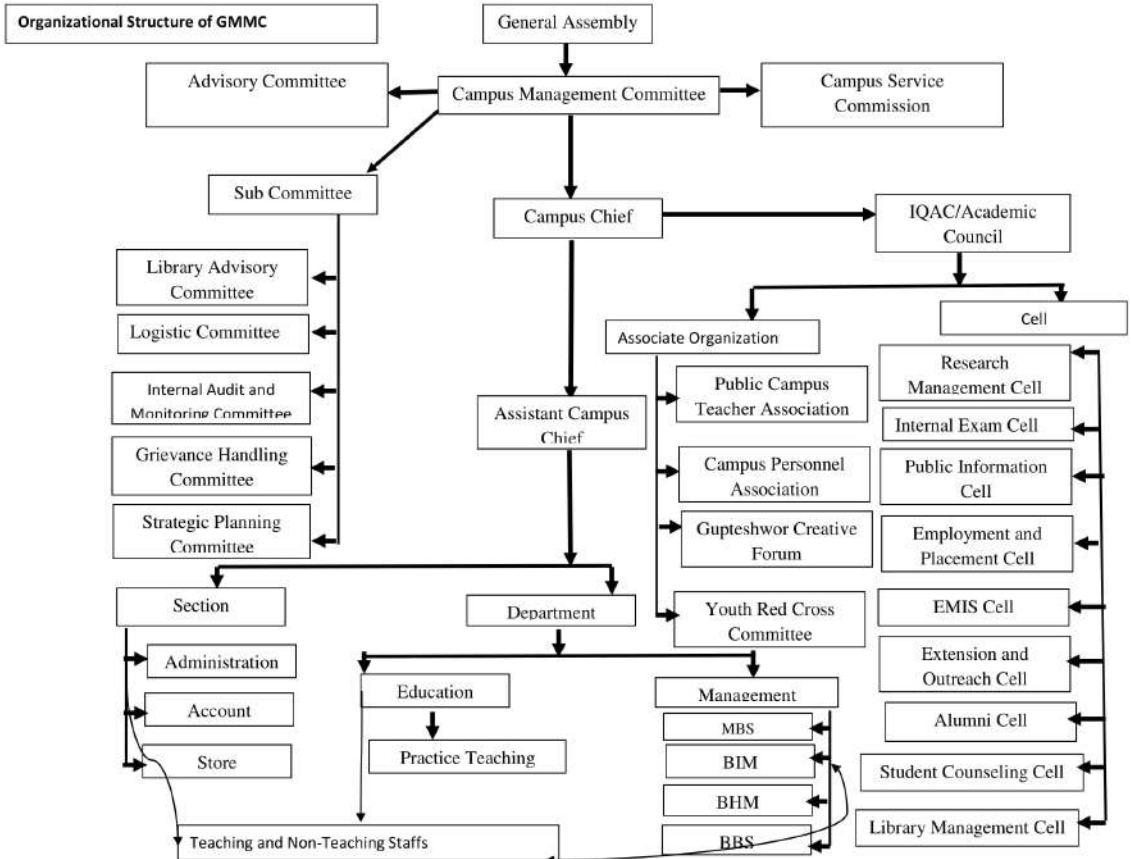 Organizational Structure of GMMC
General Assembly
Advisory Committee
Campus Management Committee
Campus Service
Commission
Sub Committee
Campus Chief
IQAC/Academic
Council
Library Advisory
Committee
Logistic Committee
Internal Audit and
Monitoring Committee
Grievance Handling
Committee
Strategic Planning
Committee
Assistant Campus
Chief
Associate Organization
Public Campus
Teacher Association
Campus Personnel
Association
Gupteshwor Creative
Forum
Youth Red Cross
Committee
Cell
Research
Management Cell
Internal Exam Cell
Public Information
Cell
Employment and
Placement Cell
EMIS Cell
Extension and
Outreach Cell
Alumni Cell
Student Counseling Cell
Library Management Cell
Section
Administration
Account
Store
Department
Education
Practice Teaching
Management
MBS
BIM
BHM
BBS
Teaching and Non-Teaching Staffs